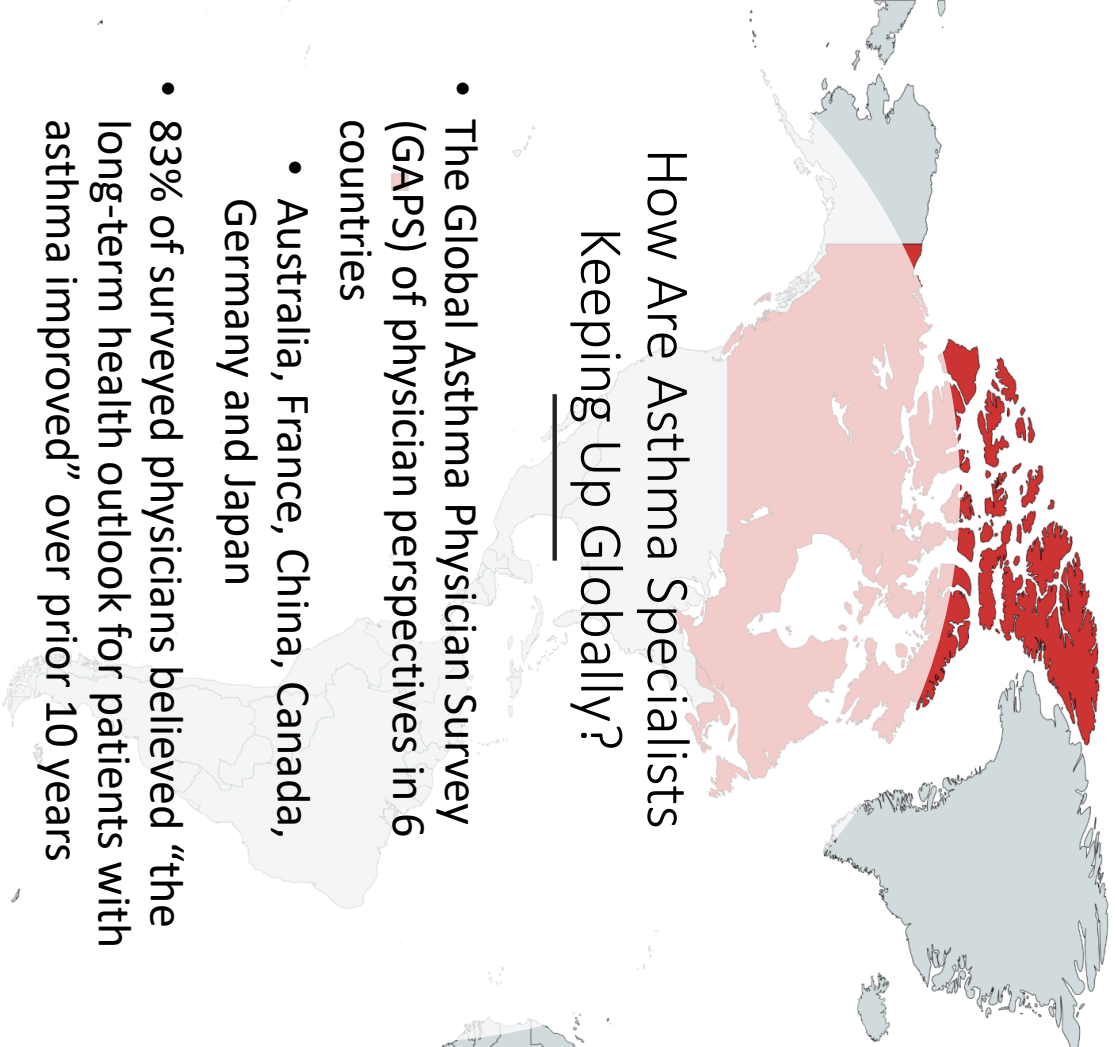 How Are Asthma Specialists
Keeping Up Globally?
• The Global Asthma Physician Survey
(GAPS) of physician perspectives in 6
countries
• Australia, France, China, Canada,
Germany and Japan
• 83% of surveyed physicians believed “the
long-term health outlook for patients with
asthma improved” over prior 10 years